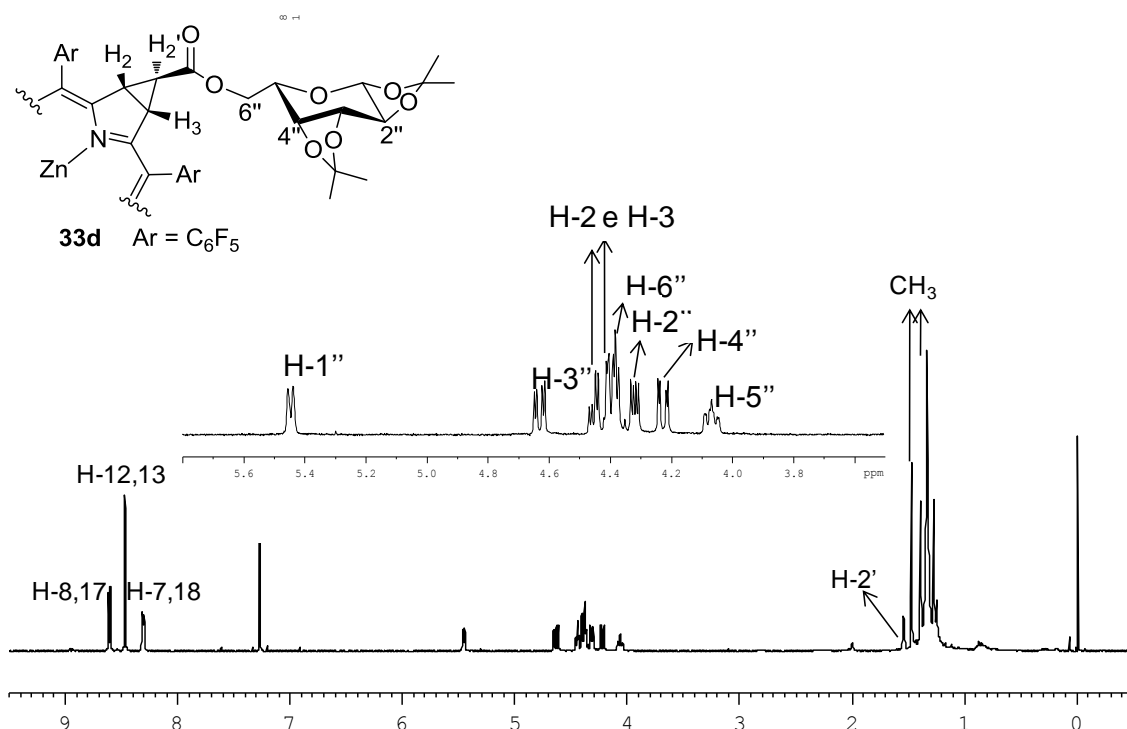 8 1
Ar
H₂
H₂'
O
O
6''
O
O
O
4''
2''
O
O
H₃
N
Zn
Ar
33d Ar = C₆F₅
H-2 e H-3
H-6”
H-2¨
H-4”
H-5”
H-3”
H-1”
CH₃
5.6 5.4 5.2 5.0 4.8 4.6 4.4 4.2 4.0 3.8 ppm
H-12,13
H-8,17
H-7,18
H-2’
9 8 7 6 5 4 3 2 1 0